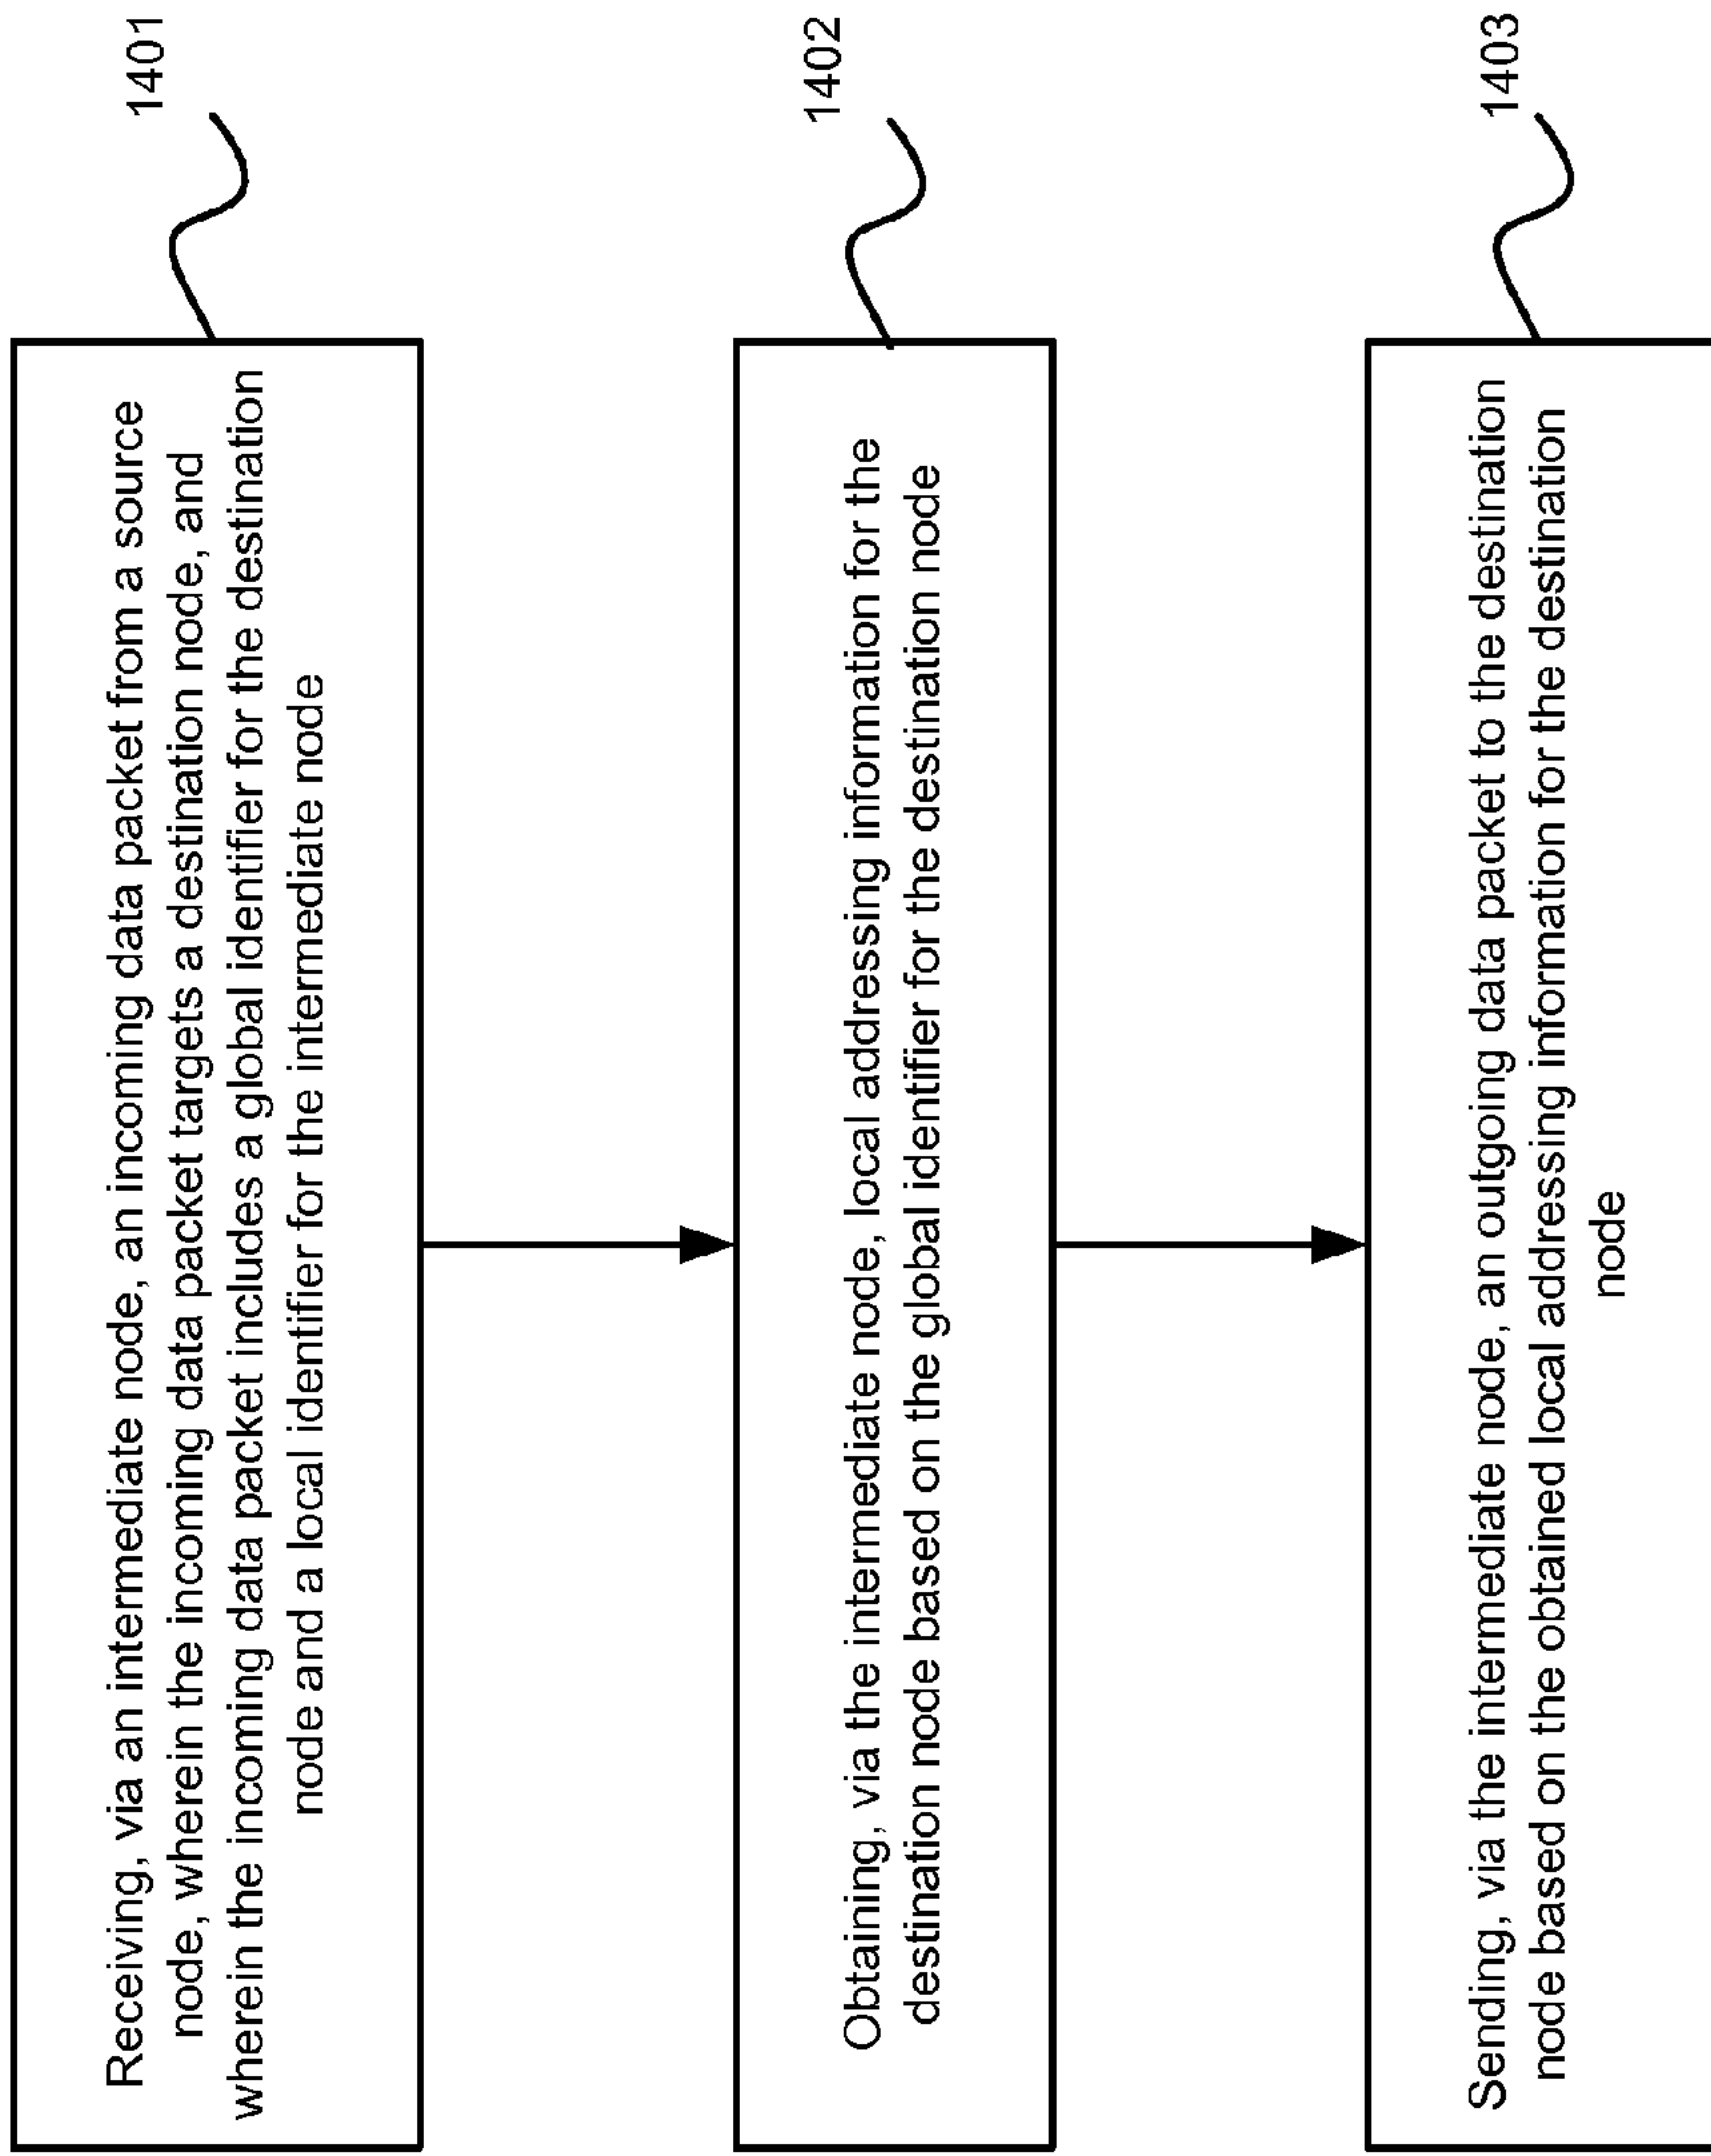 Receiving, via an intermediate node, an incoming data packet from a source
node, wherein the incoming data packet targets a destination node, and
wherein the incoming data packet includes a global identifier for the destination
node and a local identifier for the intermediate node
1401
Obtaining, via the intermediate node, local addressing information for the
destination node based on the global identifier for the destination node
1402
Sending, via the intermediate node, an outgoing data packet to the destination
node based on the obtained local addressing information for the destination
node
1403